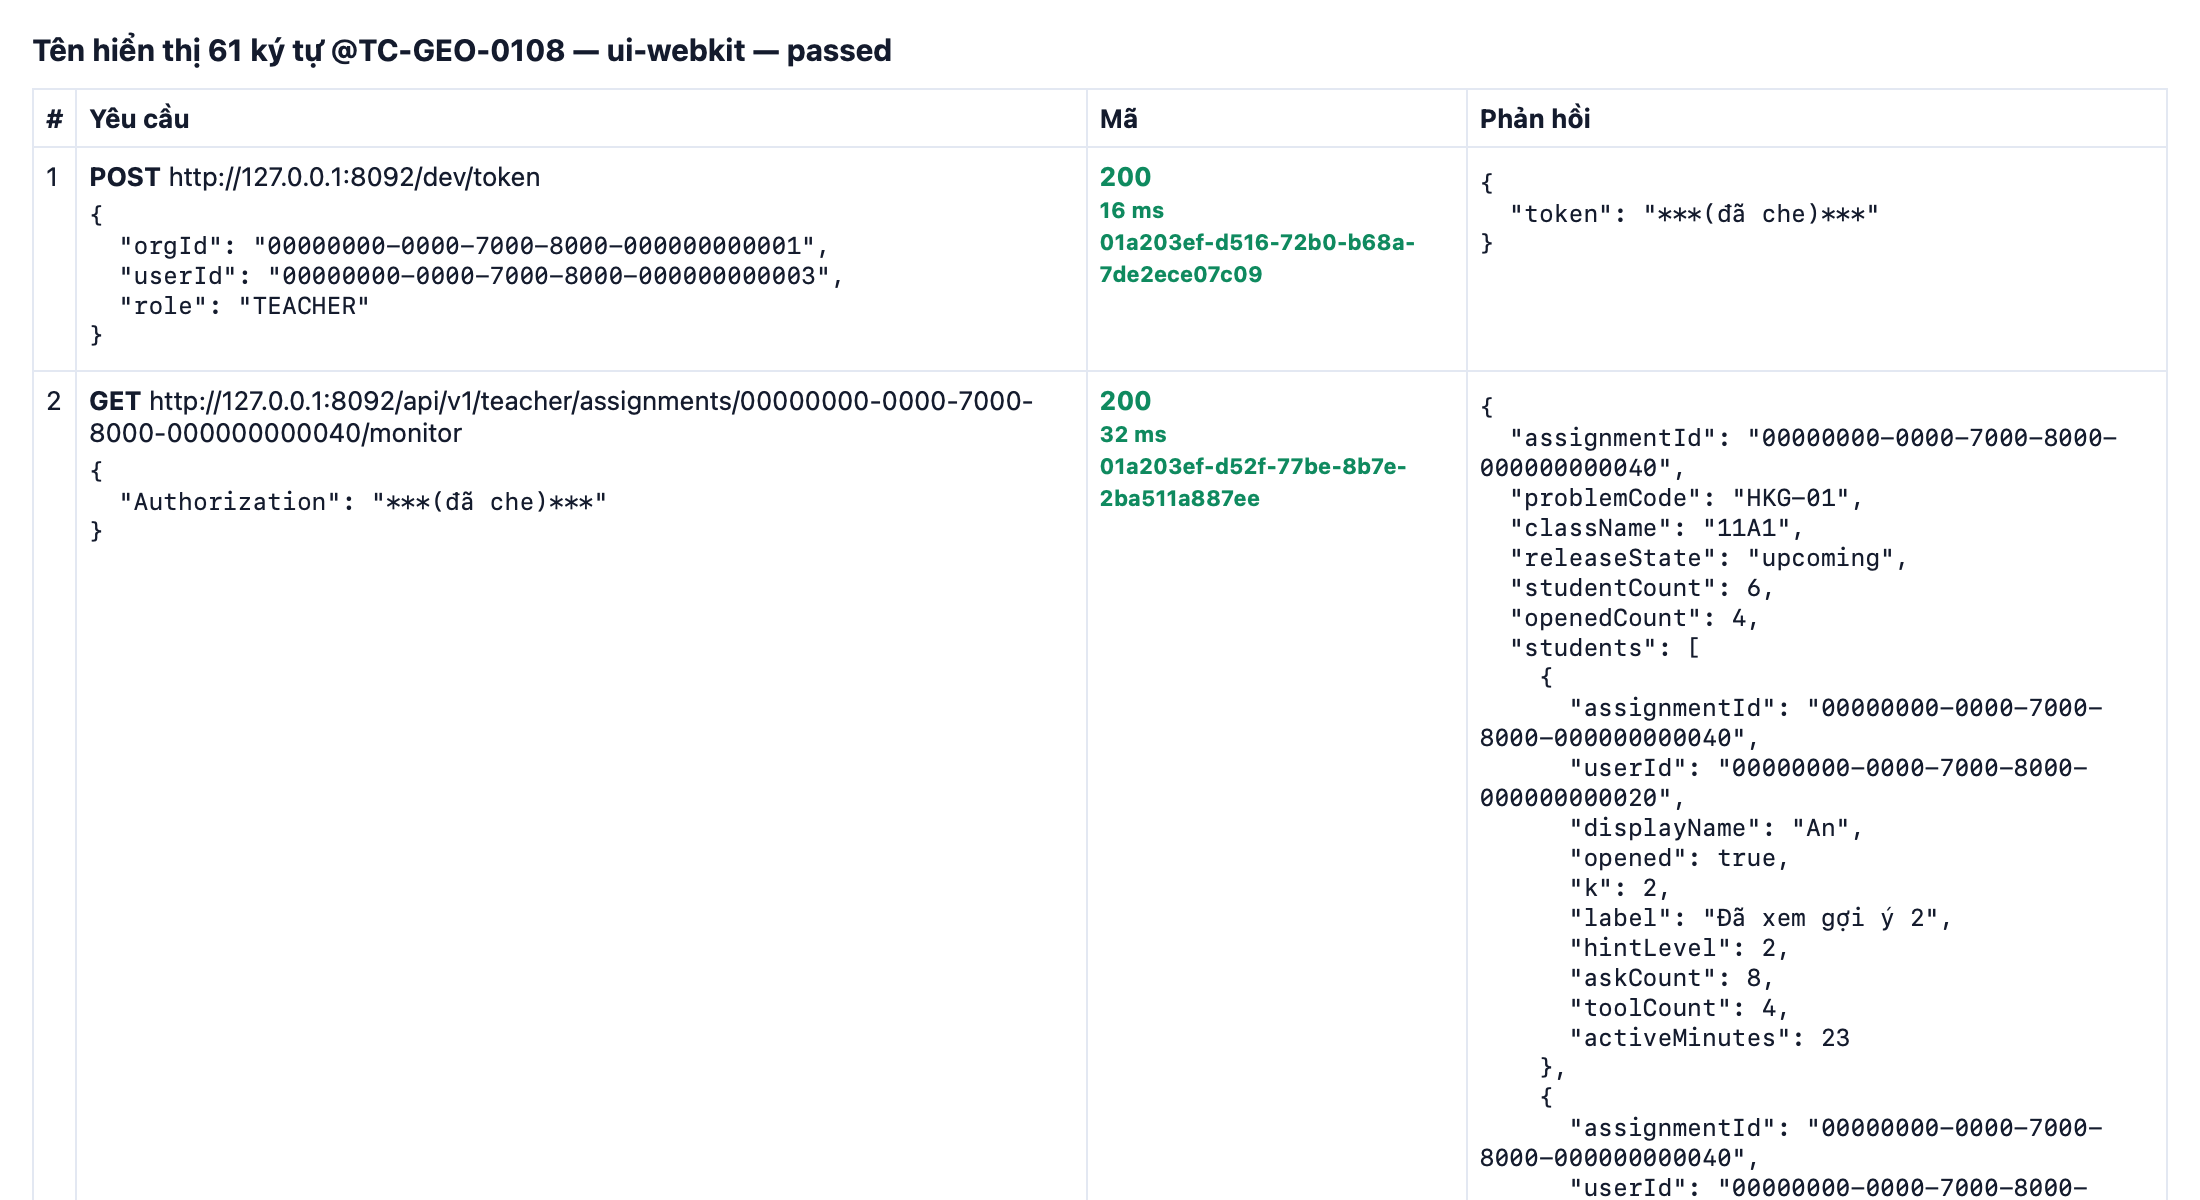 Tên hiển thị 61 ký tự @TC-GEO-0108 — ui-webkit — passed
# Yêu cầu Mã Phản hồi
1
POST http://127.0.0.1:8092/dev/token
{
  "orgId": "00000000-0000-7000-8000-000000000001",
  "userId": "00000000-0000-7000-8000-000000000003",
  "role": "TEACHER"
}
200
16 ms
01a203ef-d516-72b0-b68a-
7de2ece07c09
{
  "token": "***(đã che)***"
}
2
GET http://127.0.0.1:8092/api/v1/teacher/assignments/00000000-0000-7000-
8000-000000000040/monitor
{
  "Authorization": "***(đã che)***"
}
200
32 ms
01a203ef-d52f-77be-8b7e-
2ba511a887ee
{
  "assignmentId": "00000000-0000-7000-8000-
000000000040",
  "problemCode": "HKG-01",
  "className": "11A1",
  "releaseState": "upcoming",
  "studentCount": 6,
  "openedCount": 4,
  "students": [
    {
      "assignmentId": "00000000-0000-7000-
8000-000000000040",
      "userId": "00000000-0000-7000-8000-
000000000020",
      "displayName": "An",
      "opened": true,
      "k": 2,
      "label": "Đã xem gợi ý 2",
      "hintLevel": 2,
      "askCount": 8,
      "toolCount": 4,
      "activeMinutes": 23
    },
    {
      "assignmentId": "00000000-0000-7000-
8000-000000000040",
      "userId": "00000000-0000-7000-8000-